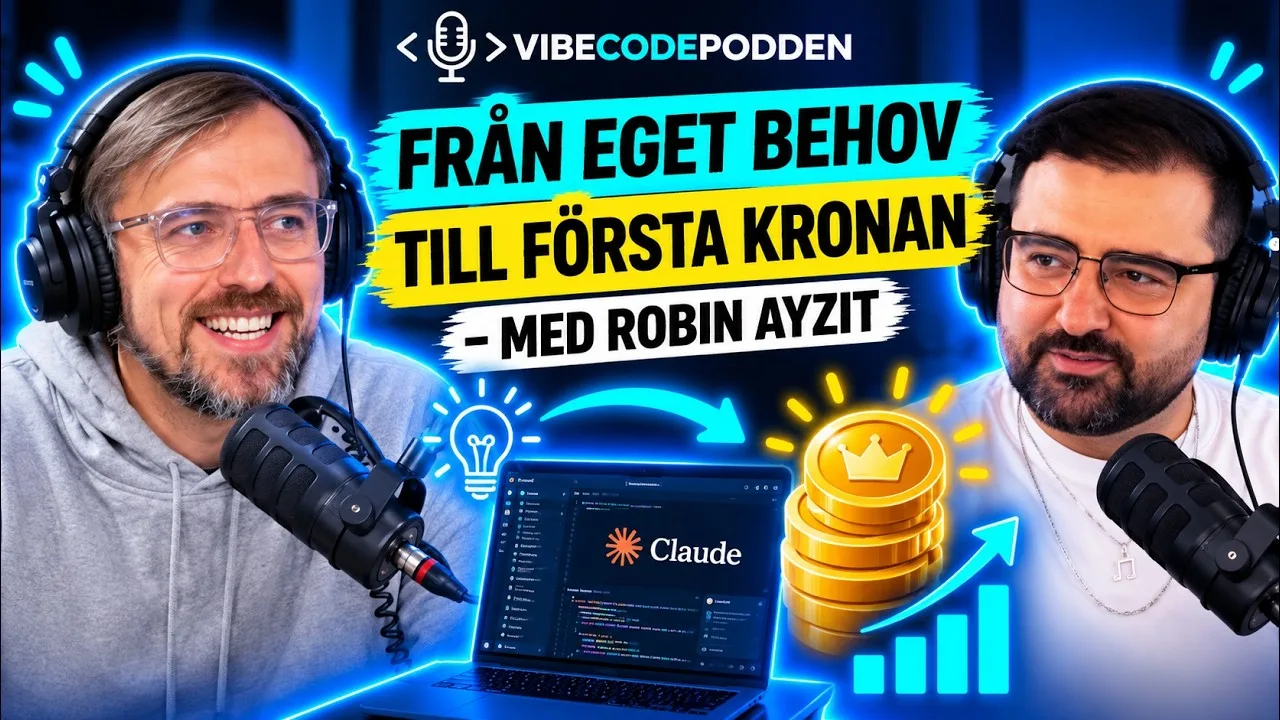 <> VIBECODEPODDEN
FRÅN EGET BEHOV
TILL FÖRSTA KRONAN
– MED ROBIN AYZIT
Claude